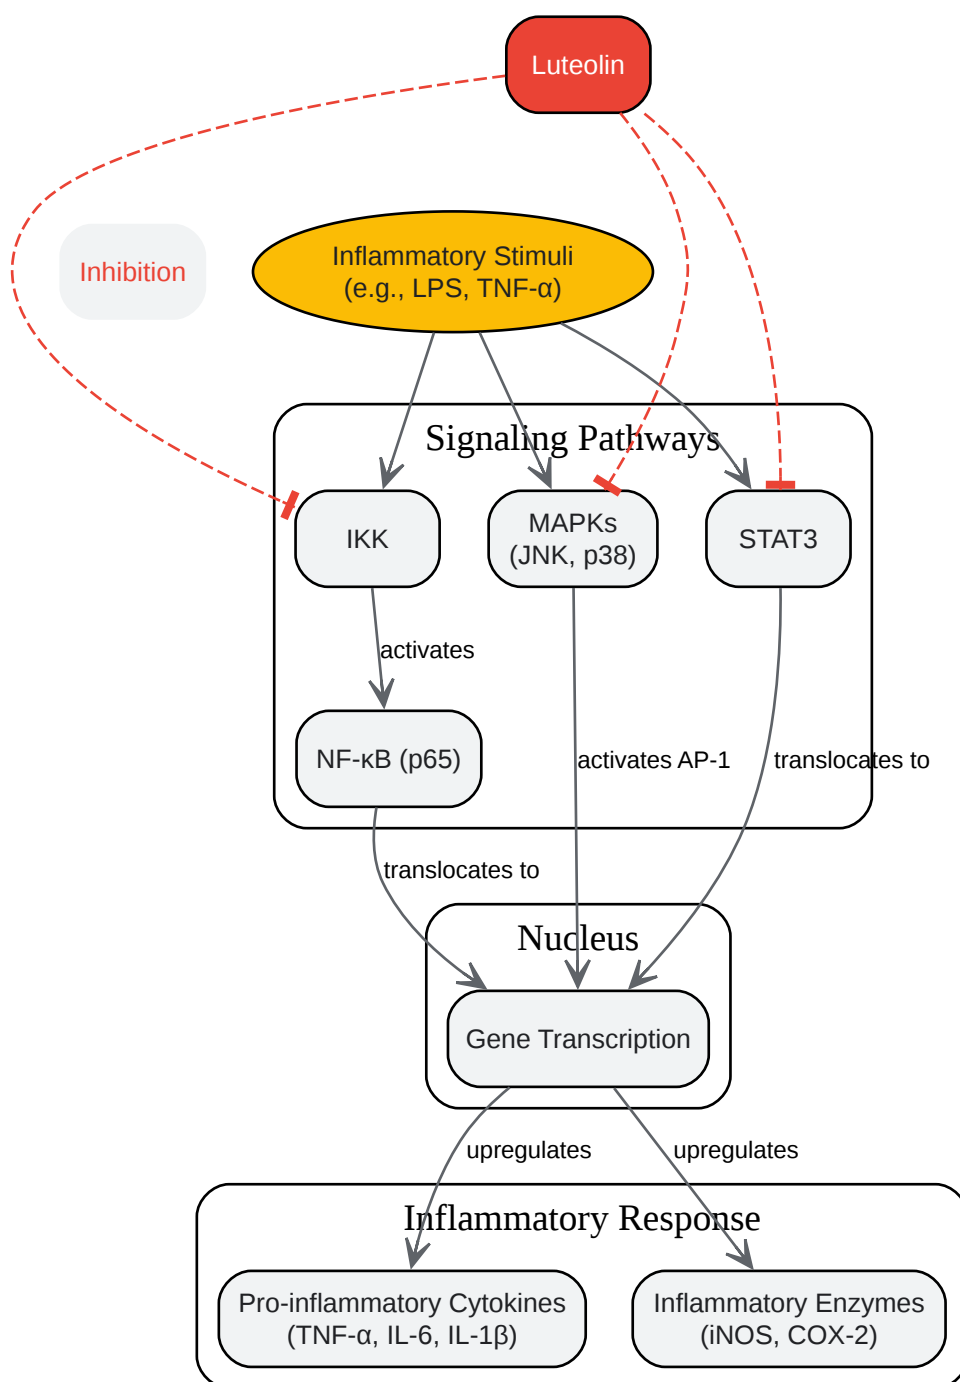 Luteolin
Inhibition
Inflammatory Stimuli
(e.g., LPS, TNF-α)
Signaling Pathways
IKK
MAPKs
(JNK, p38)
STAT3
activates
NF-κB (p65)
activates AP-1
translocates to
translocates to
Nucleus
Gene Transcription
upregulates
upregulates
Inflammatory Response
Pro-inflammatory Cytokines
(TNF-α, IL-6, IL-1β)
Inflammatory Enzymes
(iNOS, COX-2)